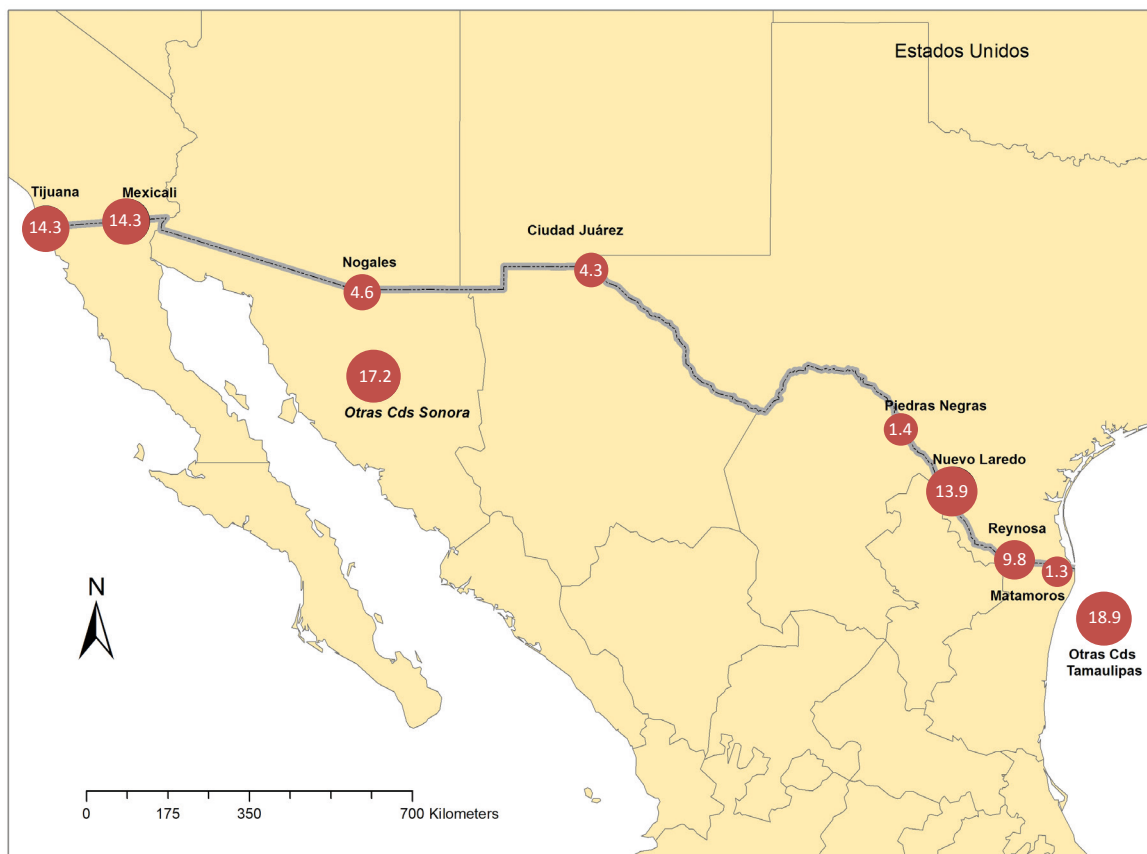 Estados Unidos
Tijuana
Mexicali
14.3
14.3
Ciudad Juárez
4.3
Nogales
4.6
17.2
Otras Cds Sonora
Piedras Negras
1.4
Nuevo Laredo
13.9
Reynosa
9.8
1.3
Matamoros
18.9
Otras Cds
Tamaulipas
N
0 175 350 700 Kilometers